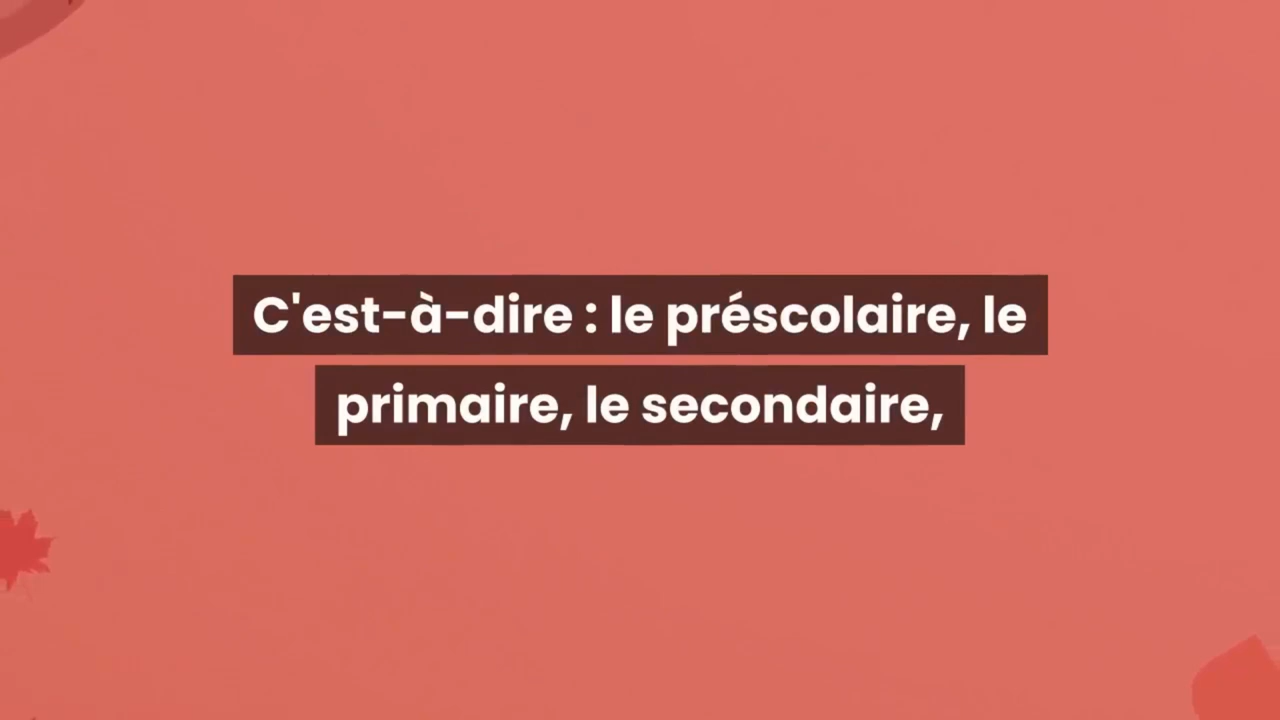 C'est-à-dire : le préscolaire, le
primaire, le secondaire,